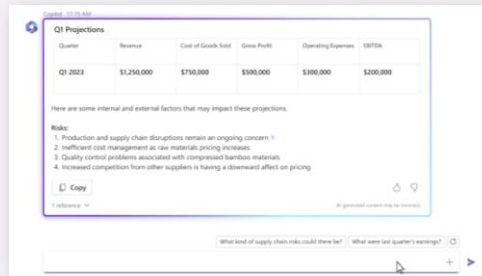 Copilot 11:15 AM
Q1 Projections
Quarter Revenue Cost of Goods Sold Gross Profit Operating Expenses EBITDA
Q1 2023 $1,250,000 $750,000 $500,000 $300,000 $200,000
Here are some internal and external factors that may impact these projections.
Risks:
1. Production and supply chain disruptions remain an ongoing concern
2. Inefficient cost management as raw materials pricing increases
3. Quality control problems associated with compressed bamboo materials
4. Increased competition from other suppliers is having a downward affect on pricing
Copy
1 reference
AI generated content may be incorrect
What kind of supply chain risks could there be? What were last quarter's earnings?